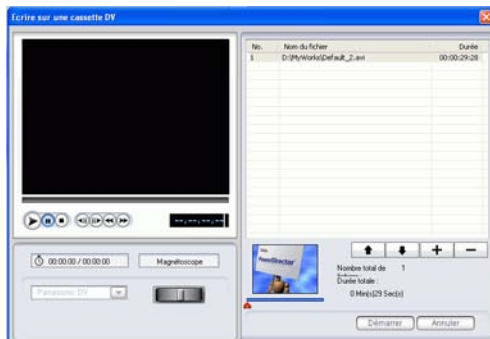 Ecrire sur une cassette DV
No. Nom du fichier Durée
1 D:\MyWorks\Default_2.avi 00:00:29:28
--,--,--,--
00:00:00 / 00:00:00 Magnétoscope
Panasonic DV
PowerDirector
Nombre total de 1
Durée totale :
0 Min(s)29 Sec(s)
Démarrer Annuler